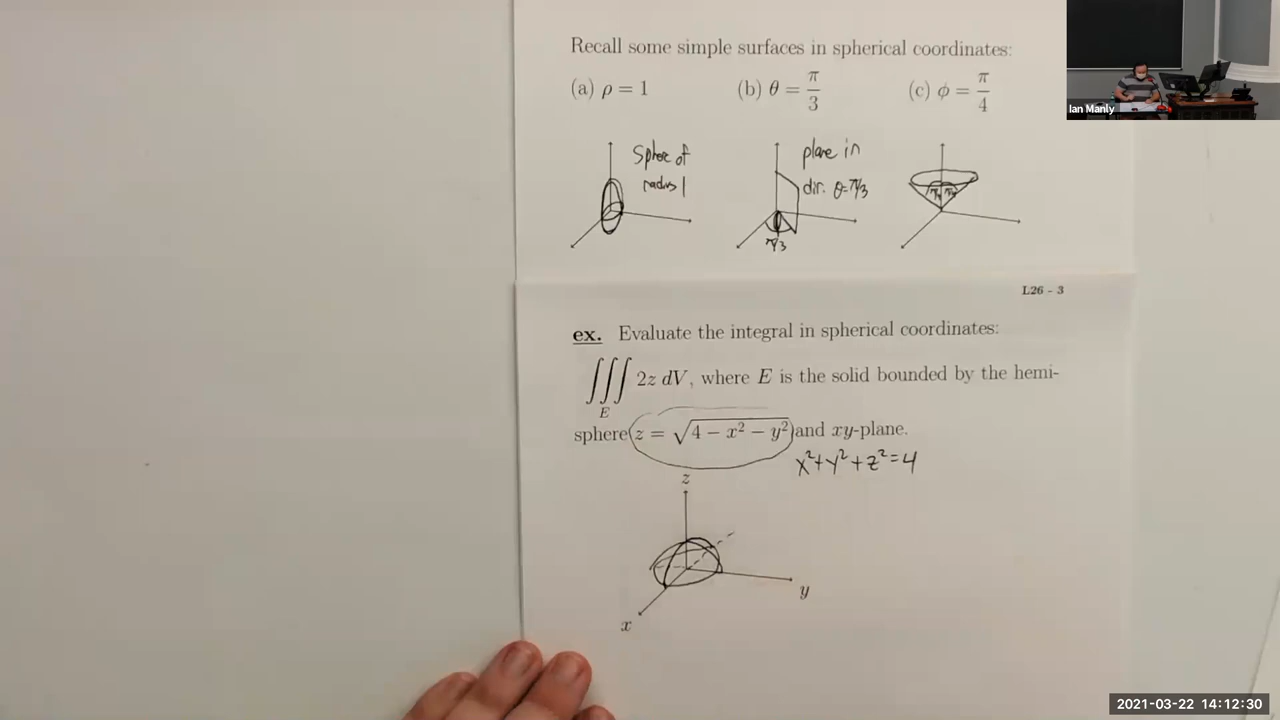 Recall some simple surfaces in spherical coordinates:
(a) ρ = 1
(b) θ = π/3
(c) φ = π/4
Ian Manly
Sphere of
radius 1
plane in
dir. θ=π/3
π/3
π/4 π/4
L26 - 3
ex. Evaluate the integral in spherical coordinates:
∭_E 2z dV, where E is the solid bounded by the hemi-
sphere z = √(4 − x² − y²) and xy-plane.
x²+y²+z²=4
z
y
x
2021-03-22 14:12:30